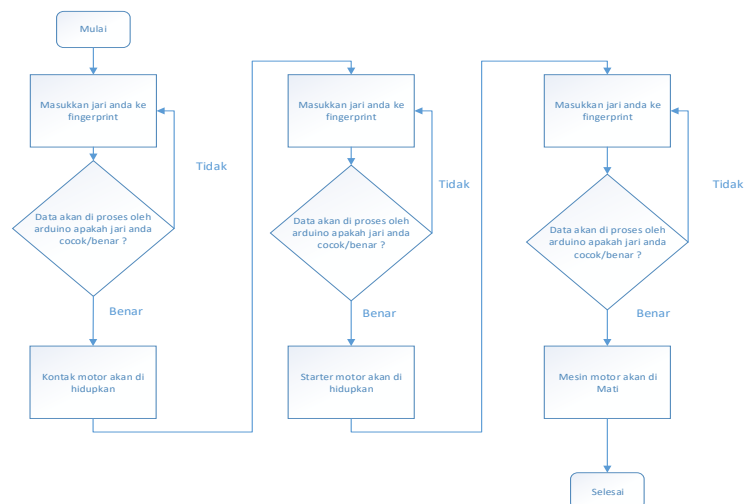 Mulai
Masukkan jari anda ke
fingerprint
Tidak
Data akan di proses oleh
arduino apakah jari anda
cocok/benar ?
Benar
Kontak motor akan di
hidupkan
Masukkan jari anda ke
fingerprint
Tidak
Data akan di proses oleh
arduino apakah jari anda
cocok/benar ?
Benar
Starter motor akan di
hidupkan
Masukkan jari anda ke
fingerprint
Tidak
Data akan di proses oleh
arduino apakah jari anda
cocok/benar ?
Benar
Mesin motor akan di
Mati
Selesai